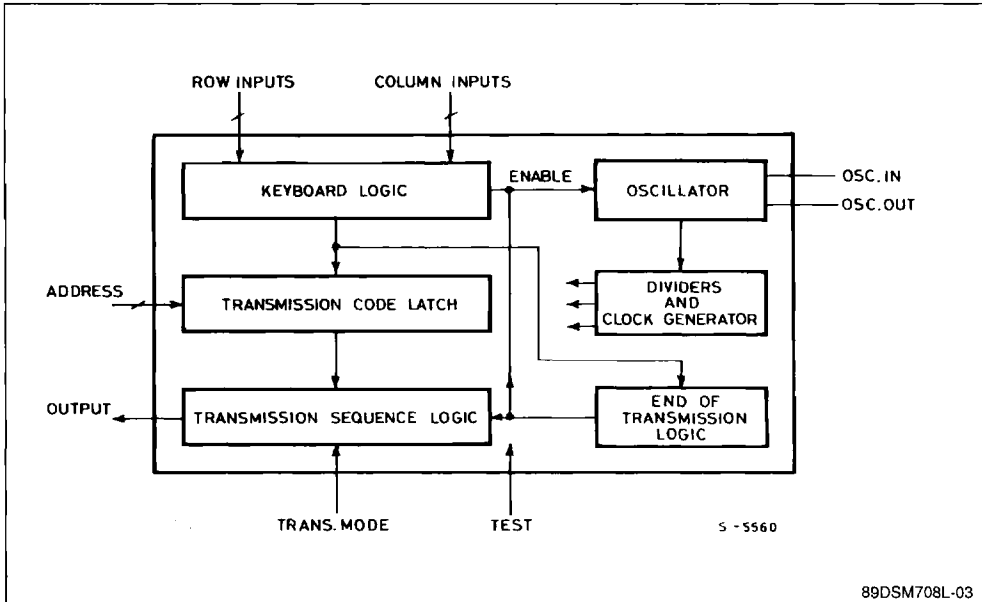 ROW INPUTS
COLUMN INPUTS
KEYBOARD LOGIC
ENABLE
OSCILLATOR
OSC.IN
OSC.OUT
ADDRESS
TRANSMISSION CODE LATCH
DIVIDERS
AND
CLOCK GENERATOR
OUTPUT
TRANSMISSION SEQUENCE LOGIC
END OF
TRANSMISSION
LOGIC
TRANS.MODE
TEST
S-5560
89DSM708L-03